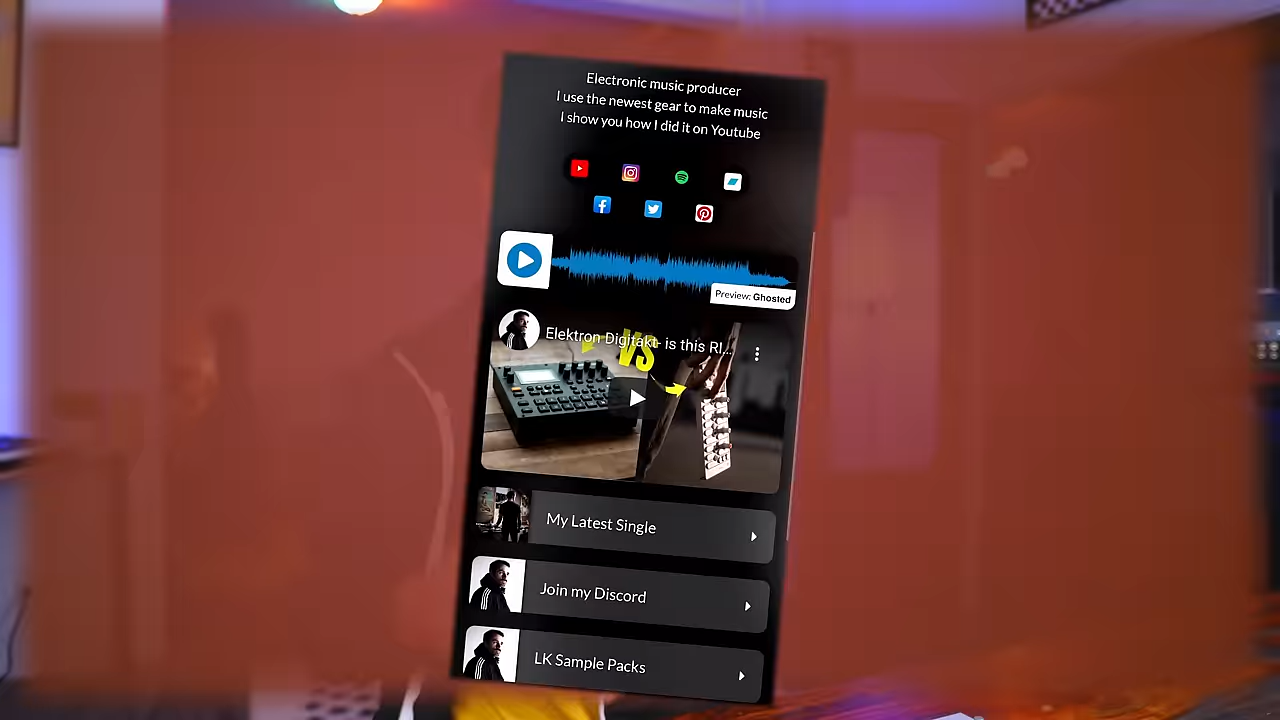 Electronic music producer
I use the newest gear to make music
I show you how I did it on Youtube
Preview: Ghosted
Elektron Digitakt- is this RI...
VS
My Latest Single
Join my Discord
LK Sample Packs